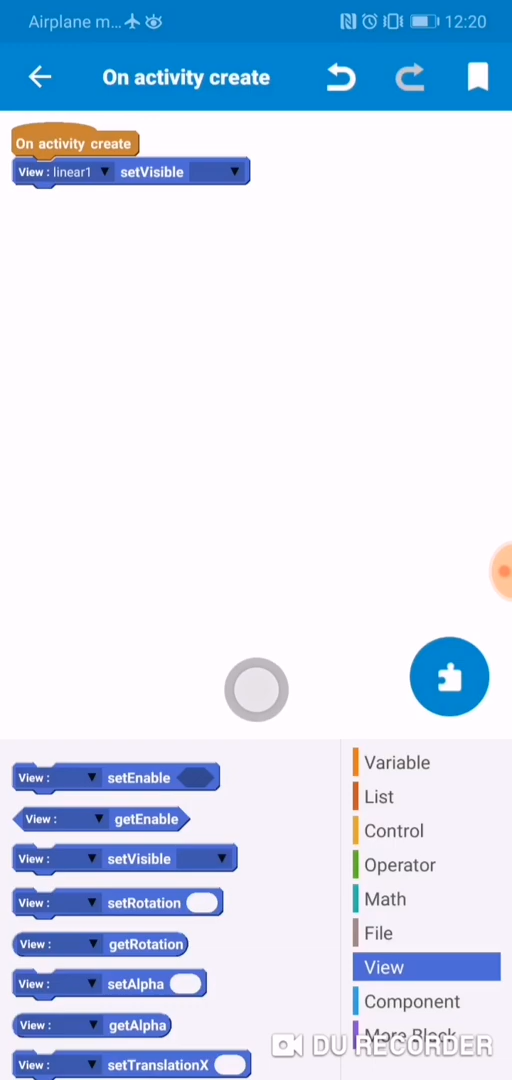 Airplane m... 12:20
On activity create
On activity create
View : linear1 setVisible
View : setEnable
View : getEnable
View : setVisible
View : setRotation
View : getRotation
View : setAlpha
View : getAlpha
View : setTranslationX
Variable
List
Control
Operator
Math
File
View
Component
More Block
DU RECORDER